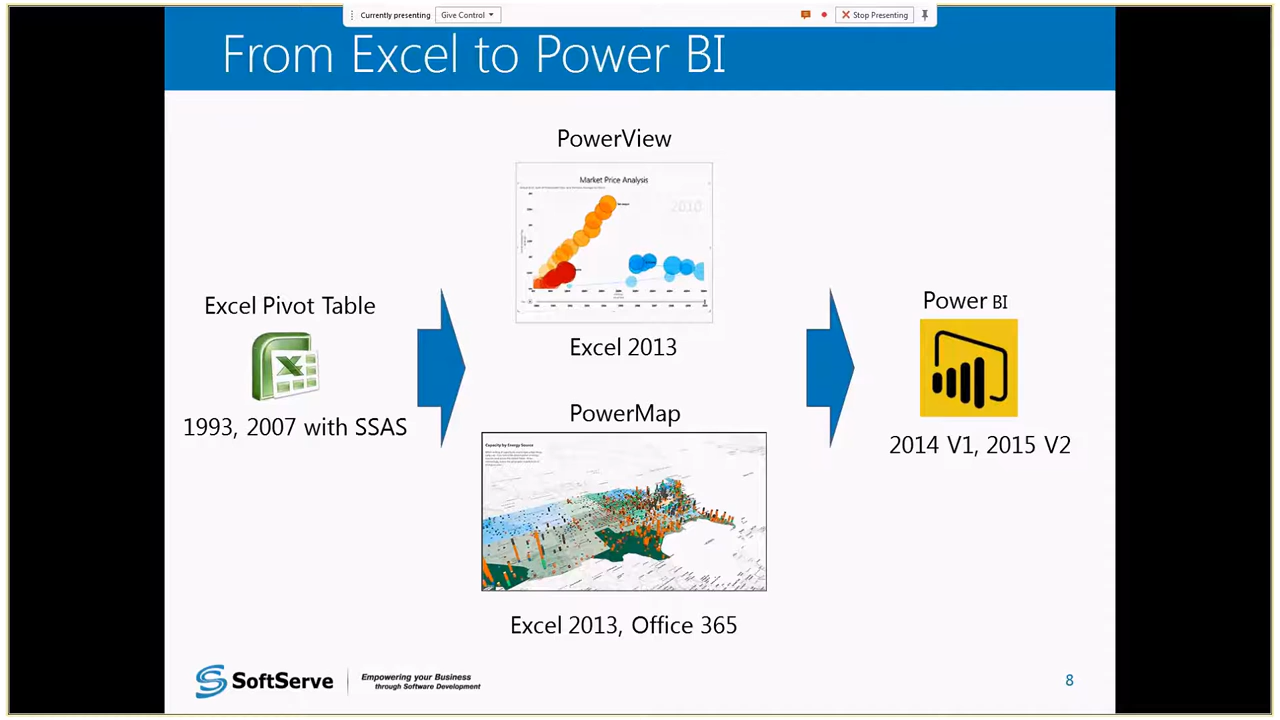 Currently presenting
Give Control
Stop Presenting
From Excel to Power BI
PowerView
Market Price Analysis
2010
Excel Pivot Table
1993, 2007 with SSAS
Excel 2013
PowerMap
Capacity by Energy Source
Excel 2013, Office 365
Power BI
2014 V1, 2015 V2
SoftServe
Empowering your Business
through Software Development
8